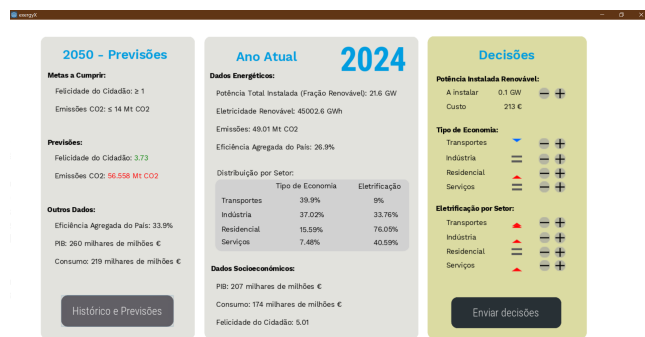 exergyX
2050 - Previsões
Metas a Cumprir:
Felicidade do Cidadão: ≥ 1
Emissões CO2: ≤ 14 Mt CO2
Previsões:
Felicidade do Cidadão: 3.73
Emissões CO2: 56.558 Mt CO2
Outros Dados:
Eficiência Agregada do País: 33.9%
PIB: 260 milhares de milhões €
Consumo: 219 milhares de milhões €
Histórico e Previsões
Ano Atual 2024
Dados Energéticos:
Potência Total Instalada (Fração Renovável): 21.6 GW
Eletricidade Renovável: 45002.6 GWh
Emissões: 49.01 Mt CO2
Eficiência Agregada do País: 26.9%
Distribuição por Setor:
Tipo de Economia Eletrificação
Transportes 39.9% 9%
Indústria 37.02% 33.76%
Residencial 15.59% 76.05%
Serviços 7.48% 40.59%
Dados Socioeconómicos:
PIB: 207 milhares de milhões €
Consumo: 174 milhares de milhões €
Felicidade do Cidadão: 5.01
Decisões
Potência Instalada Renovável:
A instalar 0.1 GW
Custo 213 €
Tipo de Economia:
Transportes
Indústria
Residencial
Serviços
Eletrificação por Setor:
Transportes
Indústria
Residencial
Serviços
Enviar decisões